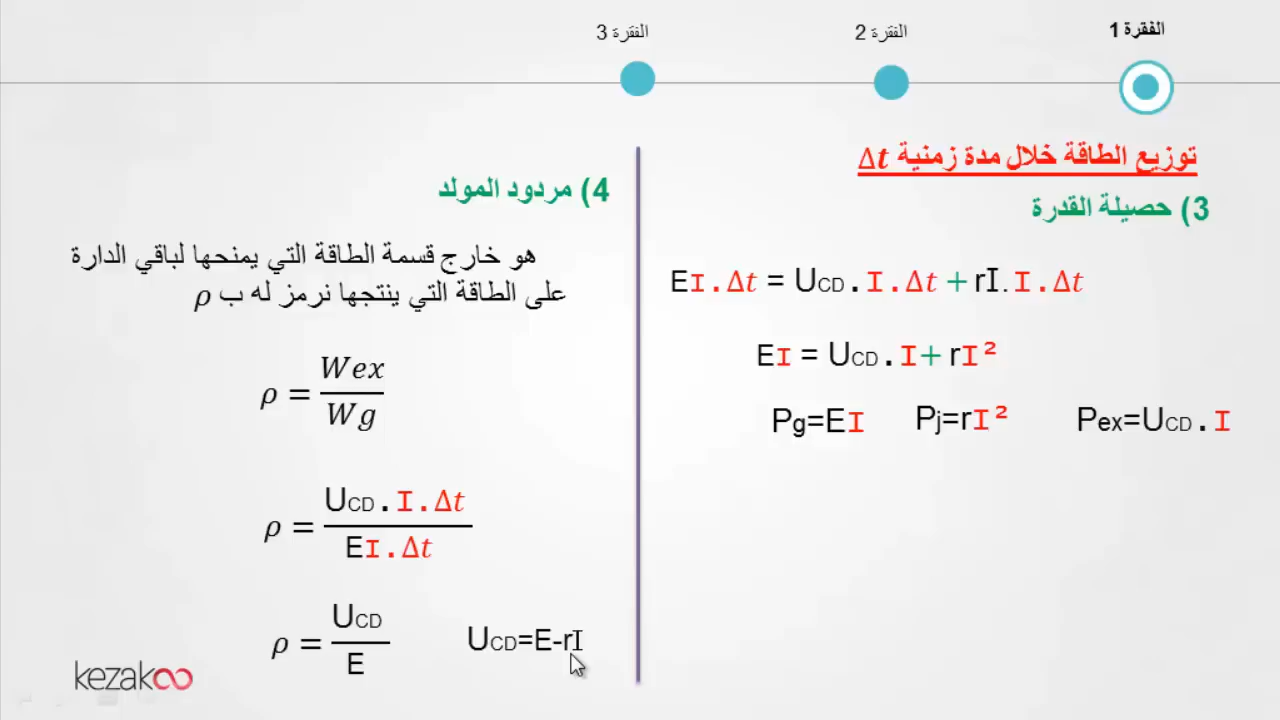 الفقرة 1
الفقرة 2
الفقرة 3
توزيع الطاقة خلال مدة زمنية Δt
3) حصيلة القدرة
EI.Δt = UCD.I.Δt + rI.I.Δt
EI = UCD.I+ rI²
Pg=EI Pj=rI² Pex=UCD.I
4) مردود المولد
هو خارج قسمة الطاقة التي يمنحها لباقي الدارة
على الطاقة التي ينتجها نرمز له ب ρ
ρ = Wex/Wg
ρ = UCD.I.Δt/EI.Δt
ρ = UCD/E UCD=E-rI
kezakoo